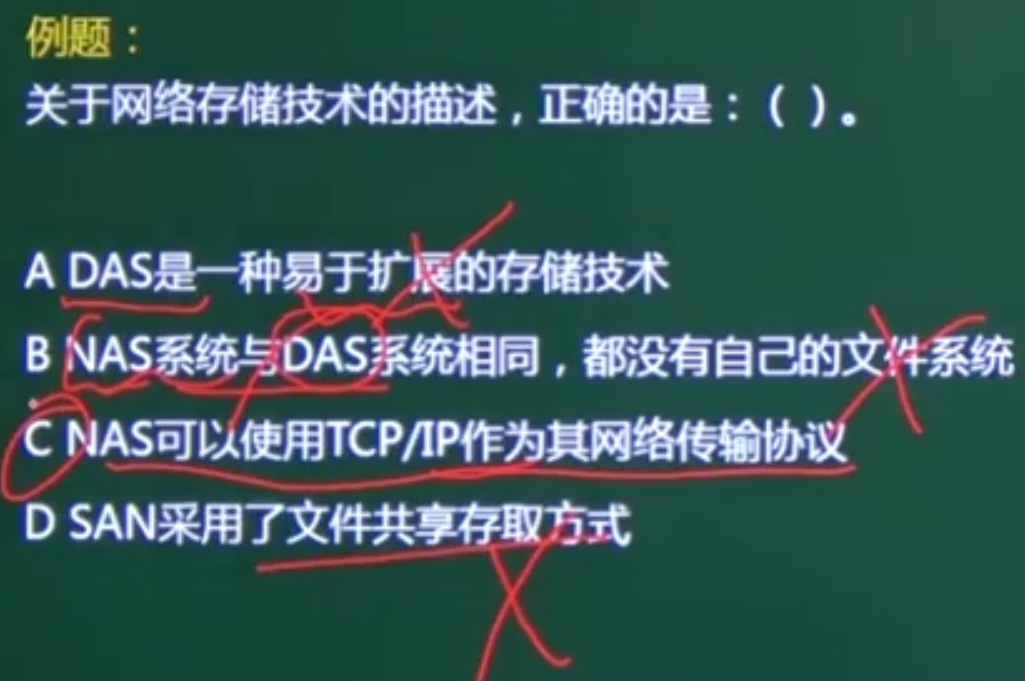 例题：
关于网络存储技术的描述，正确的是：( )。
A DAS是一种易于扩展的存储技术
B NAS系统与DAS系统相同，都没有自己的文件系统
C NAS可以使用TCP/IP作为其网络传输协议
D SAN采用了文件共享存取方式